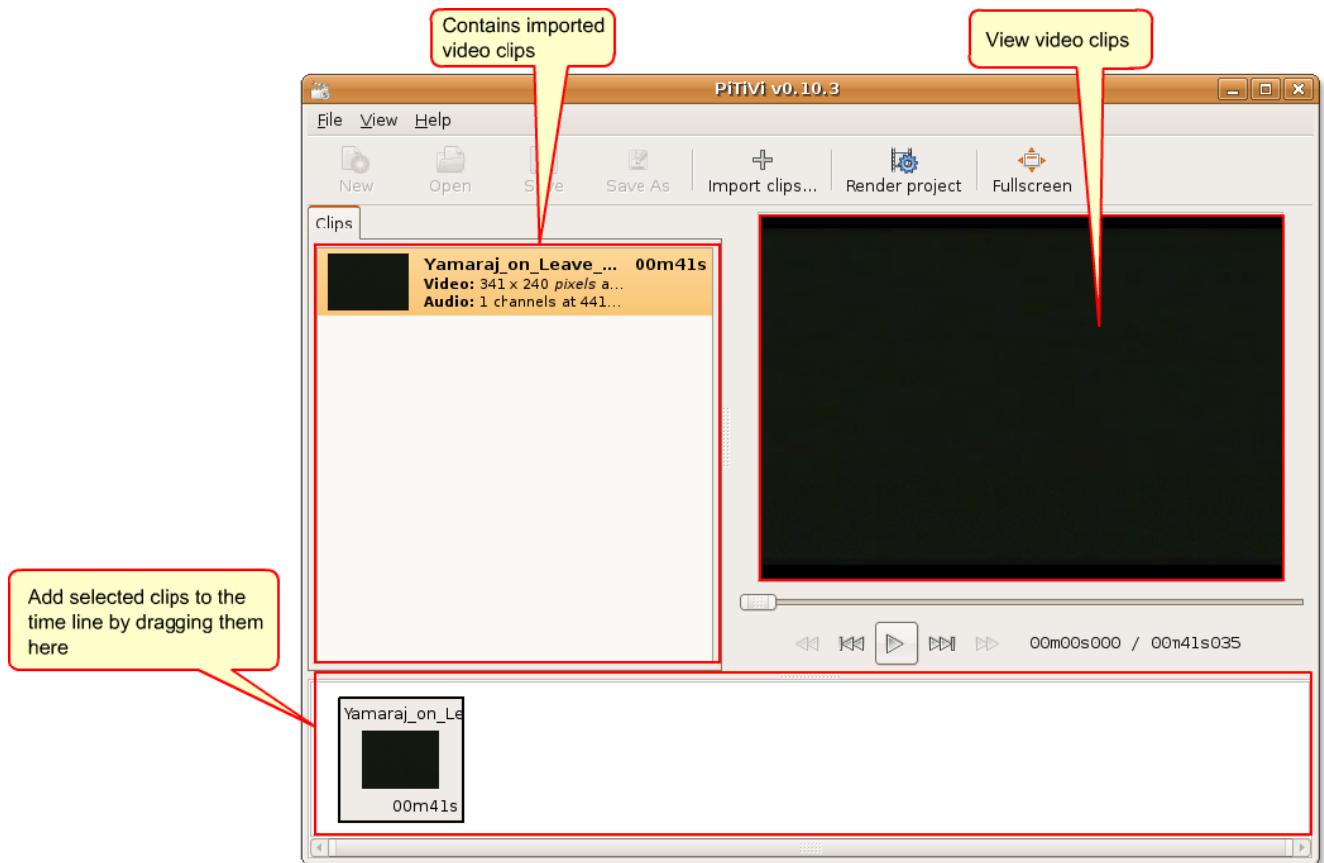 Contains imported
video clips
View video clips
PiTiVi v0.10.3
File View Help
New Open Save Save As Import clips... Render project Fullscreen
Clips
Yamaraj_on_Leave_... 00m41s
Video: 341 x 240 pixels a...
Audio: 1 channels at 441...
Add selected clips to the
time line by dragging them
here
00m00s000 / 00m41s035
Yamaraj_on_Le
00m41s